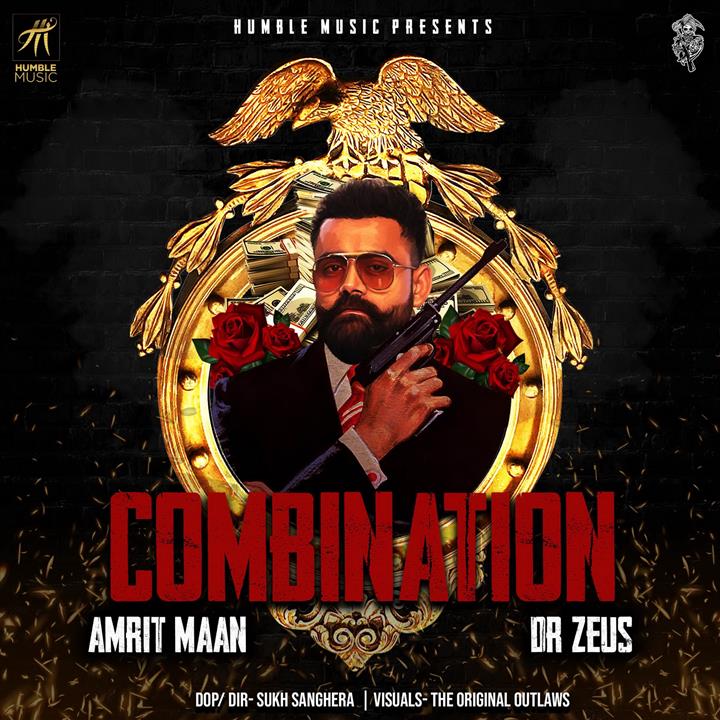 HUMBLE MUSIC PRESENTS
HUMBLE
MUSIC
COMBINATION
AMRIT MAAN
DR ZEUS
DOP/ DIR- SUKH SANGHERA | VISUALS- THE ORIGINAL OUTLAWS